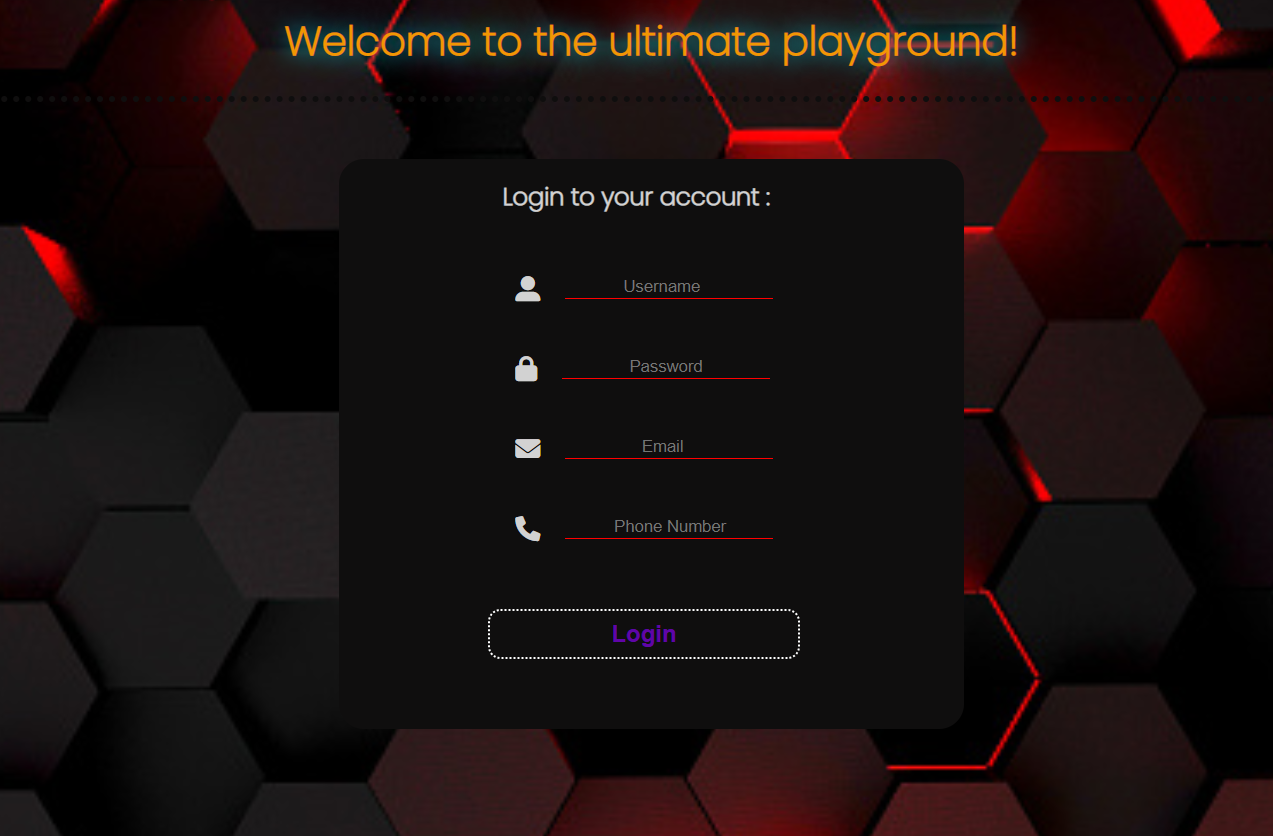 Welcome to the ultimate playground!
Login to your account :
Username
Password
Email
Phone Number
Login